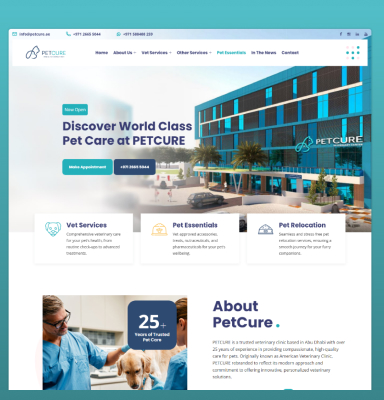 info@petcure.ae
+971 2665 5044
+971 586468 239
PETCURE
Home
About Us
Vet Services
Other Services
Pet Essentials
In The News
Contact
Now Open
Discover World Class
Pet Care at PETCURE
Make Appointment
+971 2665 5044
PETCURE
Vet Services
Comprehensive veterinary care
for your pet's health, from
routine check-ups to advanced
treatments.
Pet Essentials
Vet approved accessories,
treats, nutraceuticals, and
pharmaceuticals for your pet's
wellbeing.
Pet Relocation
Seamless and stress-free pet
relocation services, ensuring a
smooth journey for your furry
companions.
25+
Years of Trusted
Pet Care
About
PetCure .
PETCURE is a trusted veterinary clinic based in Abu Dhabi with over
25 years of experience in providing compassionate, high-quality
care for pets. Originally known as American Veterinary Clinic,
PETCURE rebranded to reflect its modern approach and
commitment to offering innovative, personalized veterinary
solutions.